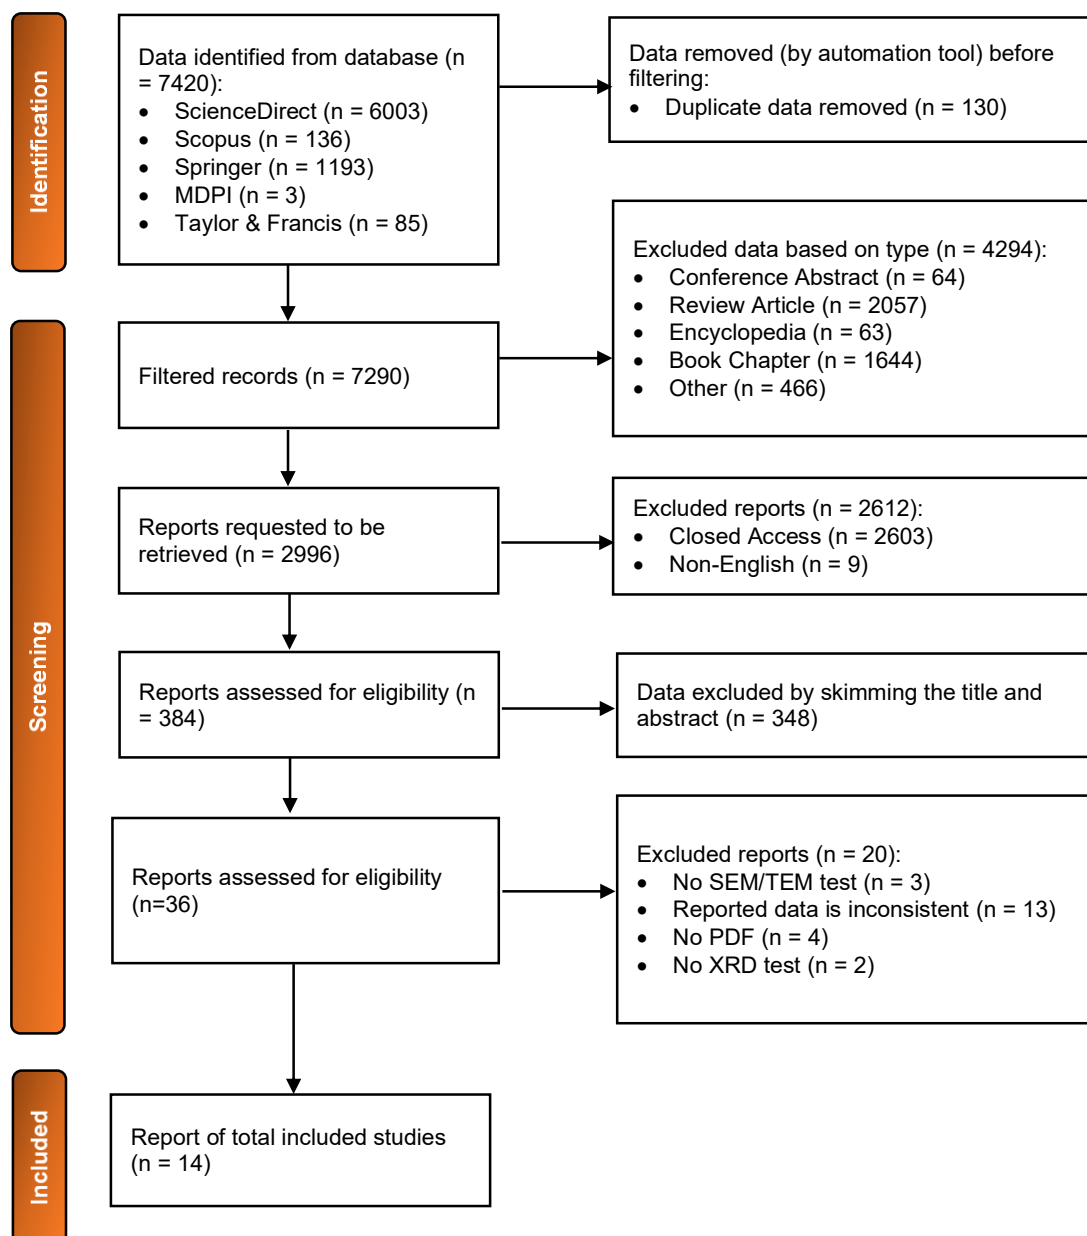 Identification
Data identified from database (n
= 7420):
• ScienceDirect (n = 6003)
• Scopus (n = 136)
• Springer (n = 1193)
• MDPI (n = 3)
• Taylor & Francis (n = 85)
Data removed (by automation tool) before
filtering:
• Duplicate data removed (n = 130)
Screening
Filtered records (n = 7290)
Excluded data based on type (n = 4294):
• Conference Abstract (n = 64)
• Review Article (n = 2057)
• Encyclopedia (n = 63)
• Book Chapter (n = 1644)
• Other (n = 466)
Reports requested to be
retrieved (n = 2996)
Excluded reports (n = 2612):
• Closed Access (n = 2603)
• Non-English (n = 9)
Reports assessed for eligibility (n
= 384)
Data excluded by skimming the title and
abstract (n = 348)
Reports assessed for eligibility
(n=36)
Excluded reports (n = 20):
• No SEM/TEM test (n = 3)
• Reported data is inconsistent (n = 13)
• No PDF (n = 4)
• No XRD test (n = 2)
Included
Report of total included studies
(n = 14)